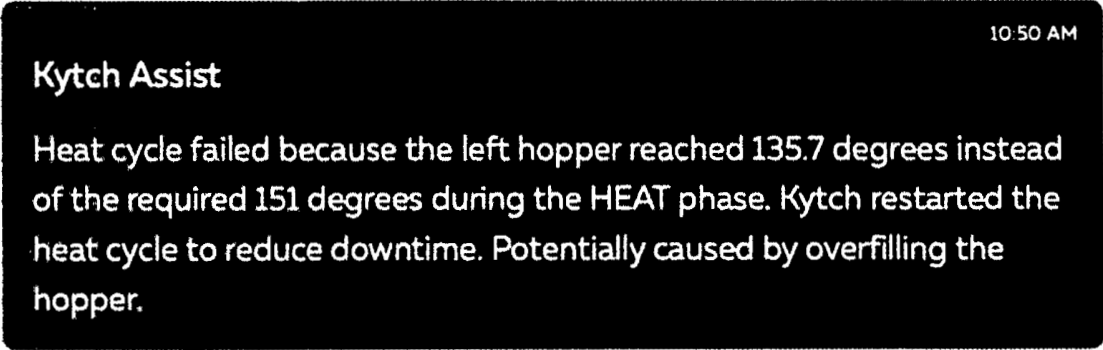 10:50 AM
Kytch Assist
Heat cycle failed because the left hopper reached 135.7 degrees instead
of the required 151 degrees during the HEAT phase. Kytch restarted the
heat cycle to reduce downtime. Potentially caused by overfilling the
hopper.